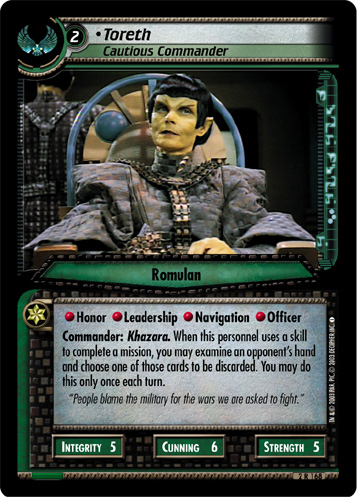 2
• Toreth
Cautious Commander
Romulan
Honor Leadership Navigation Officer
Commander: Khazara. When this personnel uses a skill
to complete a mission, you may examine an opponent's hand
and choose one of those cards to be discarded. You may do
this only once each turn.
"People blame the military for the wars we are asked to fight."
INTEGRITY 5 CUNNING 6 STRENGTH 5
2 R 168